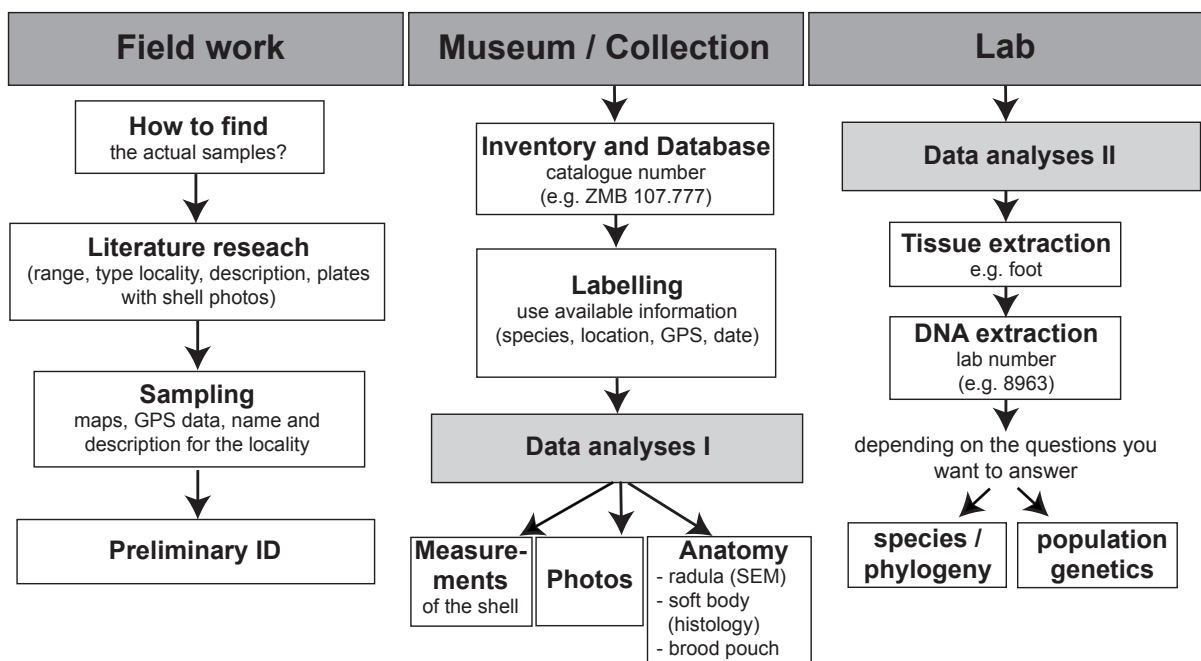 Field work
How to find
the actual samples?
Literature reseach
(range, type locality, description, plates
with shell photos)
Sampling
maps, GPS data, name and
description for the locality
Preliminary ID
Museum / Collection
Inventory and Database
catalogue number
(e.g. ZMB 107.777)
Labelling
use available information
(species, location, GPS, date)
Data analyses I
Measure-
ments
of the shell
Photos
Anatomy
- radula (SEM)
- soft body
(histology)
- brood pouch
Lab
Data analyses II
Tissue extraction
e.g. foot
DNA extraction
lab number
(e.g. 8963)
depending on the questions you
want to answer
species /
phylogeny
population
genetics